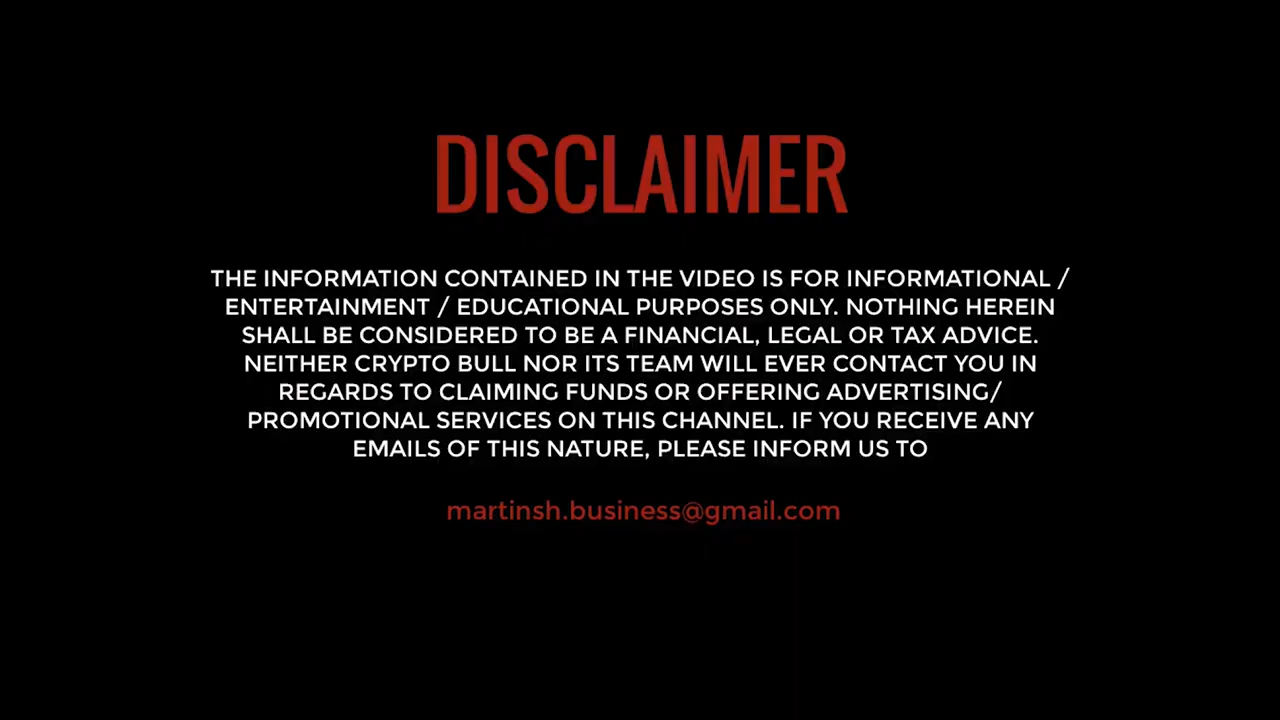 DISCLAIMER
THE INFORMATION CONTAINED IN THE VIDEO IS FOR INFORMATIONAL /
ENTERTAINMENT / EDUCATIONAL PURPOSES ONLY. NOTHING HEREIN
SHALL BE CONSIDERED TO BE A FINANCIAL, LEGAL OR TAX ADVICE.
NEITHER CRYPTO BULL NOR ITS TEAM WILL EVER CONTACT YOU IN
REGARDS TO CLAIMING FUNDS OR OFFERING ADVERTISING/
PROMOTIONAL SERVICES ON THIS CHANNEL. IF YOU RECEIVE ANY
EMAILS OF THIS NATURE, PLEASE INFORM US TO
martinsh.business@gmail.com